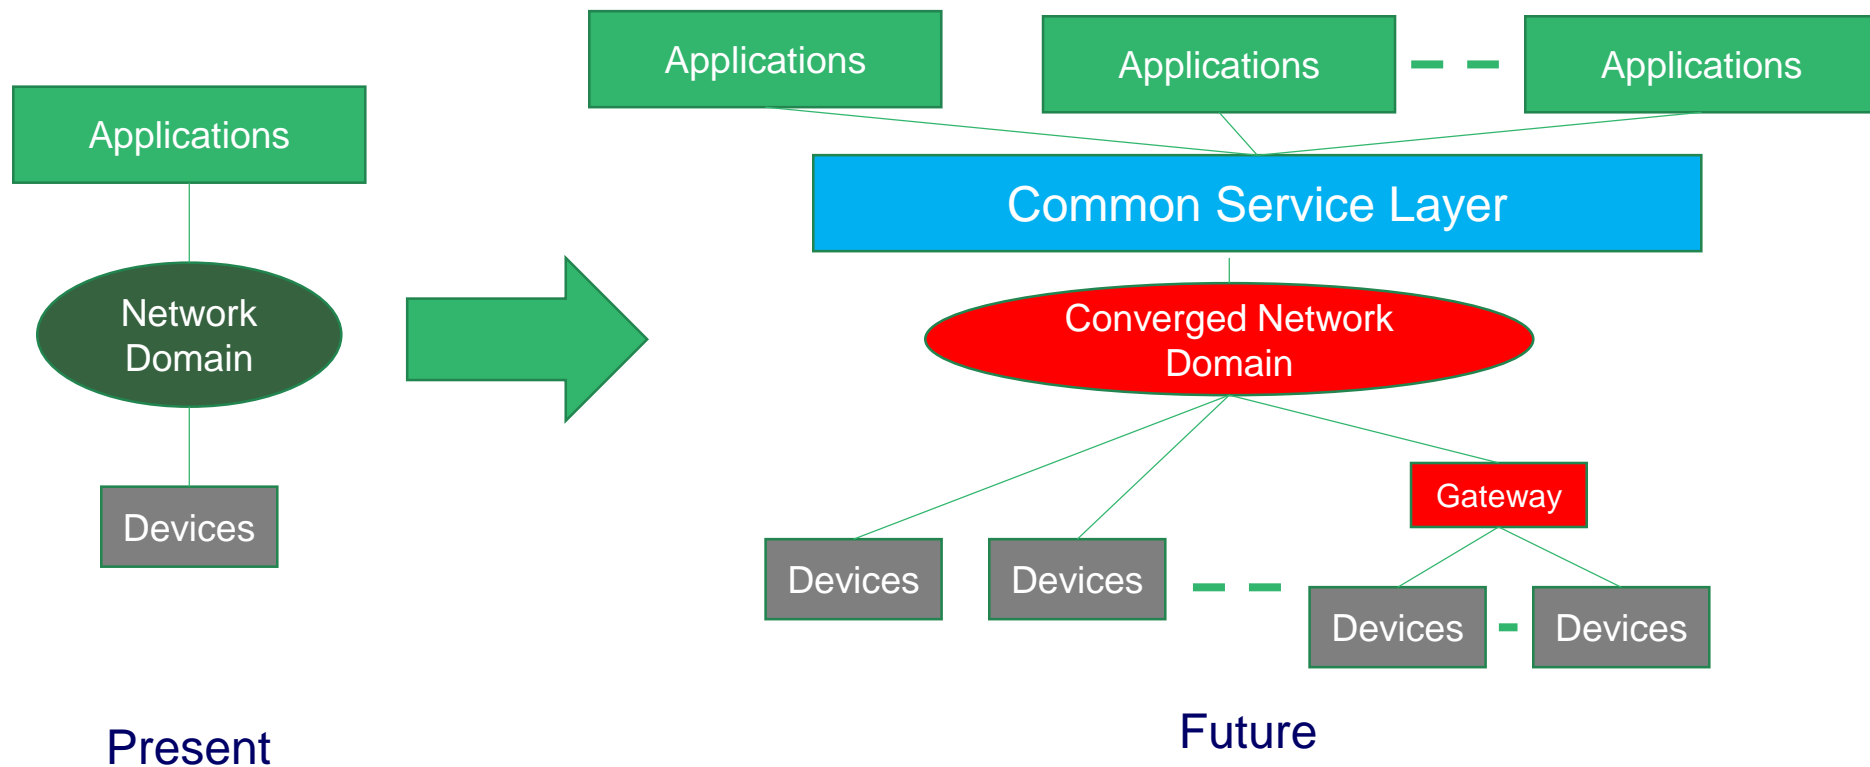 Applications
Network
Domain
Devices
Present
Applications
Applications
Applications
Common Service Layer
Converged Network
Domain
Gateway
Devices
Devices
Devices
Devices
Future